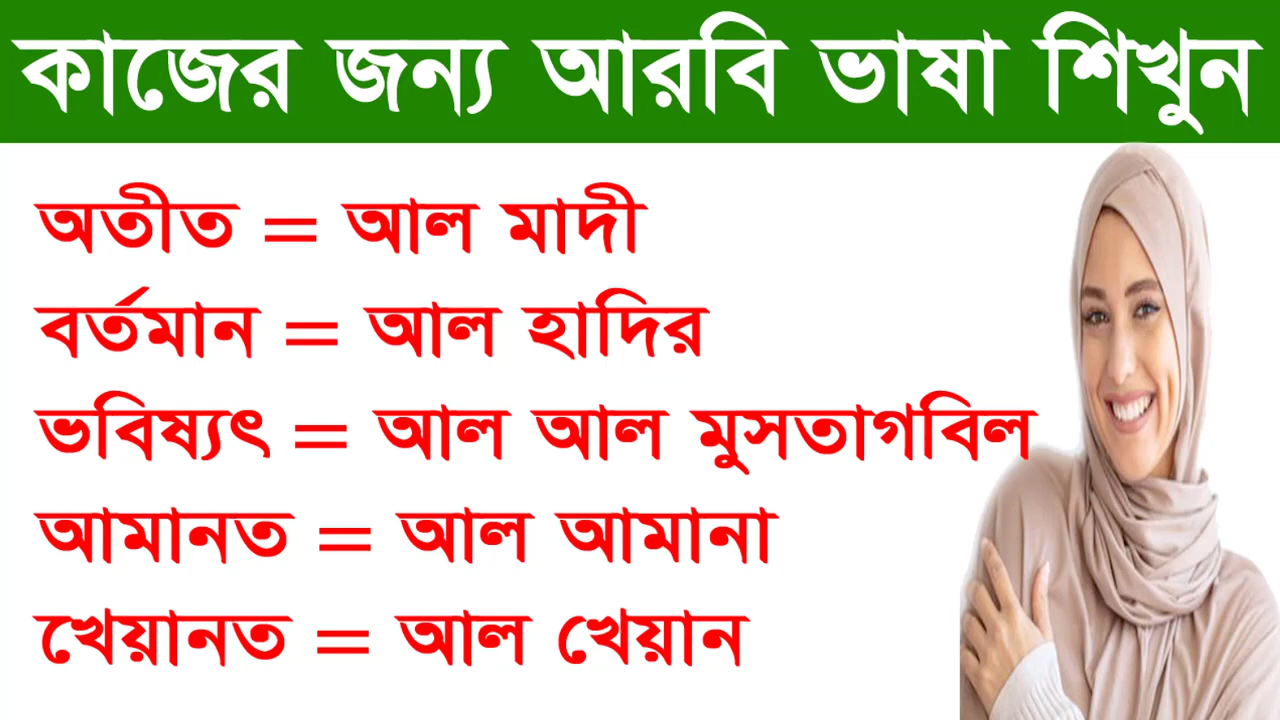 কাজের জন্য আরবি ভাষা শিখুন
অতীত = আল মাদী
বর্তমান = আল হাদির
ভবিষ্যৎ = আল আল মুসতাগবিল
আমানত = আল আমানা
খেয়ানত = আল খেয়ান